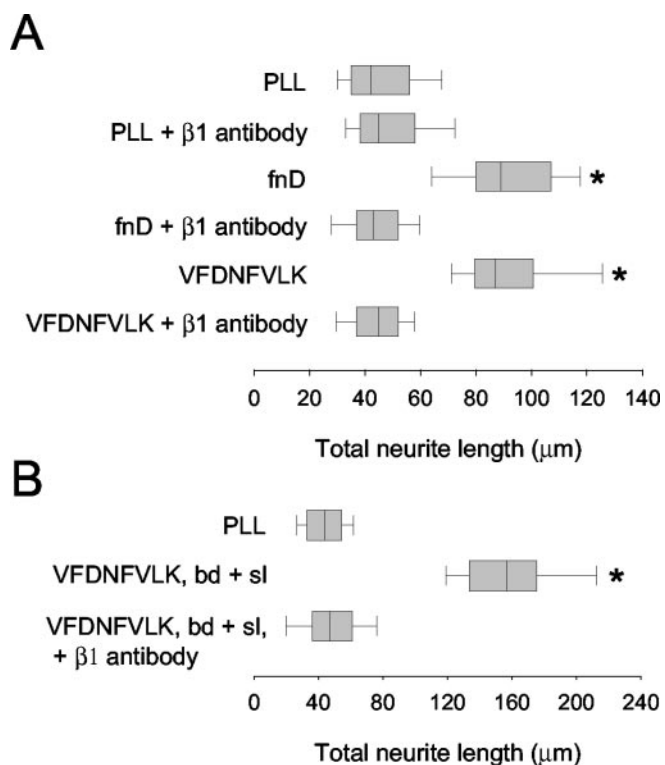 A
PLL
PLL + β1 antibody
fnD
*
fnD + β1 antibody
VFDNFVLK
*
VFDNFVLK + β1 antibody
0 20 40 60 80 100 120 140
Total neurite length (μm)
B
PLL
VFDNFVLK, bd + sl
*
VFDNFVLK, bd + sl,
+ β1 antibody
0 40 80 120 160 200 240
Total neurite length (μm)